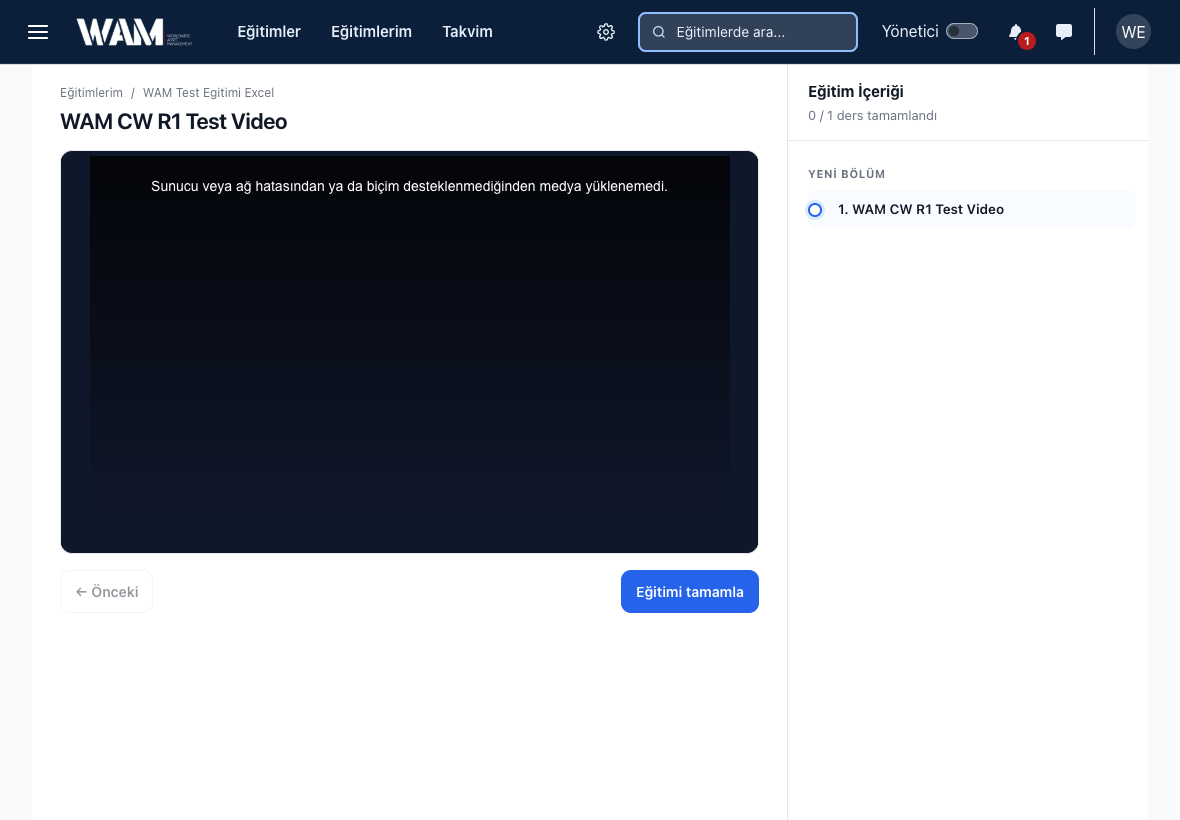 WAM
Eğitimler
Eğitimlerim
Takvim
Eğitimlerde ara...
Yönetici
1
WE
Eğitimlerim / WAM Test Egitimi Excel
WAM CW R1 Test Video
Sunucu veya ağ hatasından ya da biçim desteklenmediğinden medya yüklenemedi.
← Önceki
Eğitimi tamamla
Eğitim İçeriği
0 / 1 ders tamamlandı
YENİ BÖLÜM
1. WAM CW R1 Test Video